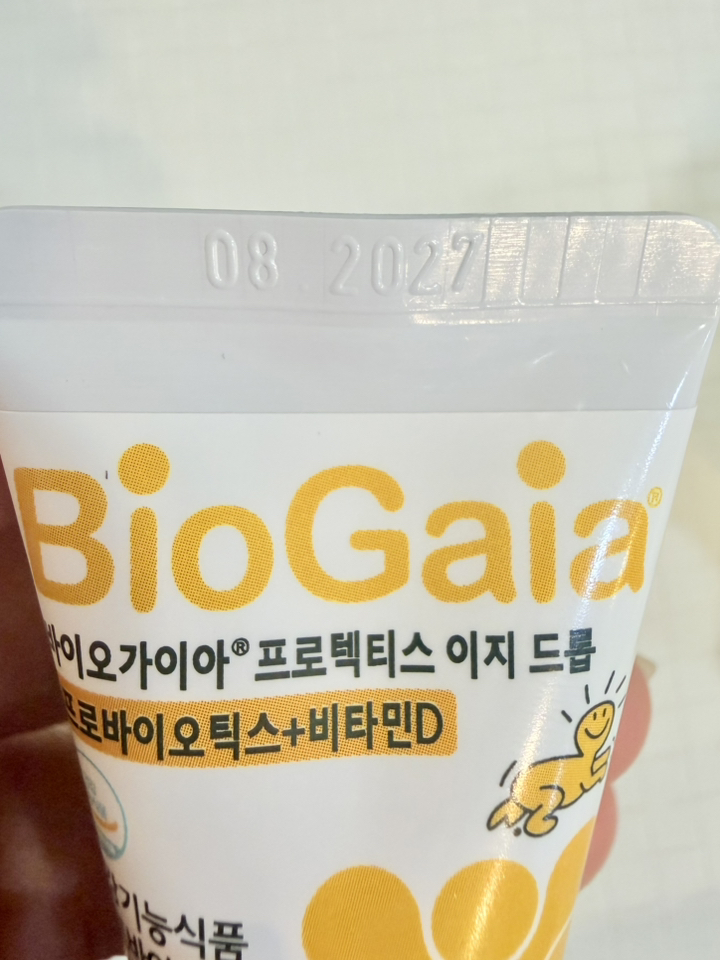 08 2027
BioGaia®
바이오가이아® 프로텍티스 이지 드롭
프로바이오틱스+비타민D